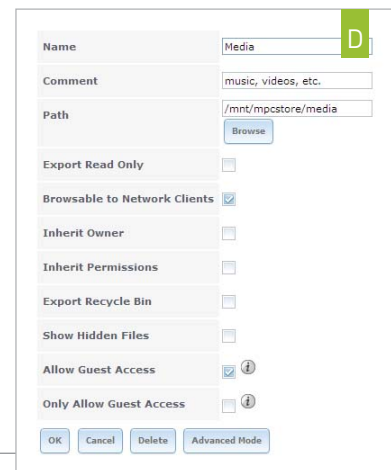 D
Name Media
Comment music, videos, etc.
Path /mnt/mpcstore/media
Browse
Export Read Only
Browsable to Network Clients
Inherit Owner
Inherit Permissions
Export Recycle Bin
Show Hidden Files
Allow Guest Access i
Only Allow Guest Access i
OK Cancel Delete Advanced Mode